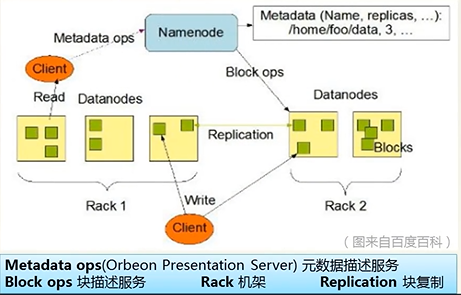 Metadata (Name, replicas, …):
/home/foo/data, 3, …
Metadata ops
Namenode
Client
Block ops
Read
Datanodes
Datanodes
Replication
Blocks
Write
Rack 1
Rack 2
Client
（图来自百度百科）
Metadata ops(Orbeon Presentation Server) 元数据描述服务
Block ops 块描述服务 Rack 机架 Replication 块复制